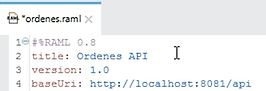 *ordenes.raml
1 #%RAML 0.8
2 title: Ordenes API
3 version: 1.0
4 baseUri: http://localhost:8081/api